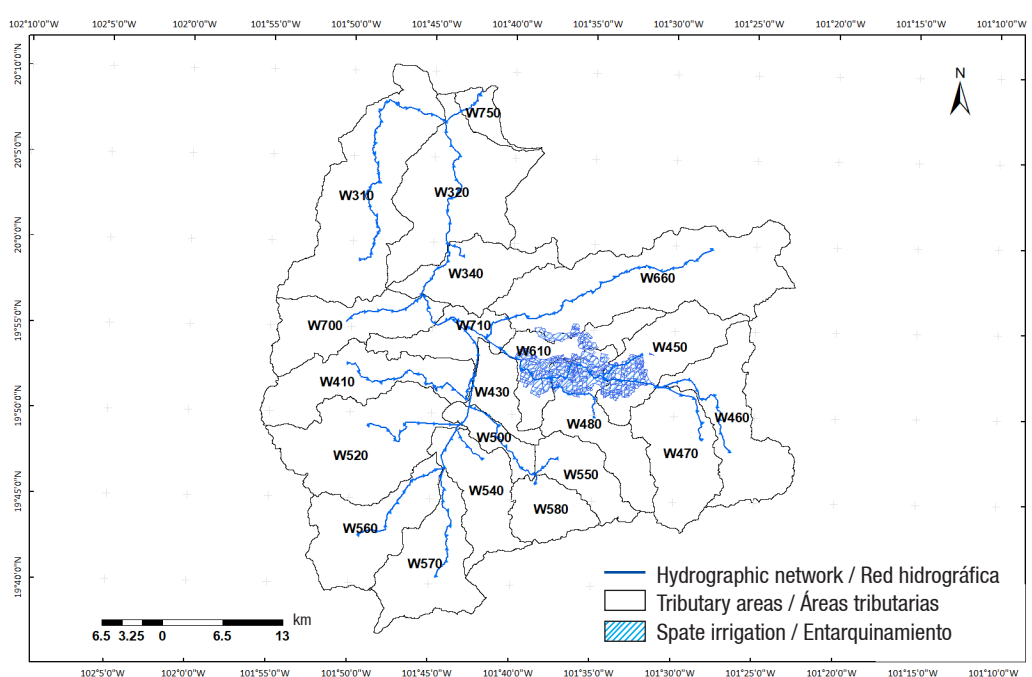 102°10'0"W 102°5'0"W 102°0'0"W 101°55'0"W 101°50'0"W 101°45'0"W 101°40'0"W 101°35'0"W 101°30'0"W 101°25'0"W 101°20'0"W 101°15'0"W 101°10'0"W
20°10'0"N
20°5'0"N
20°0'0"N
19°55'0"N
19°50'0"N
19°45'0"N
19°40'0"N
N
W750
W310
W320
W340
W660
W700
W710
W610
W450
W410
W430
W480
W460
W500
W520
W470
W550
W540
W580
W560
W570
Hydrographic network / Red hidrográfica
Tributary areas / Áreas tributarias
Spate irrigation / Entarquinamiento
km
6.5 3.25 0 6.5 13
102°5'0"W 102°0'0"W 101°55'0"W 101°50'0"W 101°45'0"W 101°40'0"W 101°35'0"W 101°30'0"W 101°25'0"W 101°20'0"W 101°15'0"W 101°10'0"W